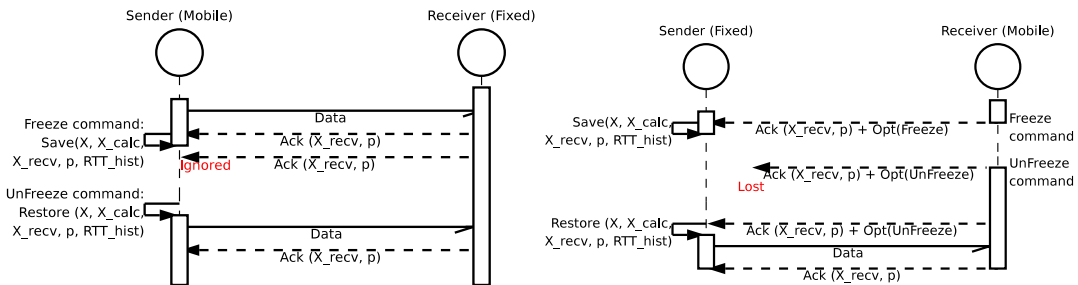 Sender (Mobile)
Receiver (Fixed)
Data
Freeze command:
Save(X, X_calc,
X_recv, p, RTT_hist)
Ack (X_recv, p)
Ignored
Ack (X_recv, p)
UnFreeze command:
Restore (X, X_calc,
X_recv, p, RTT_hist)
Data
Ack (X_recv, p)
Sender (Fixed)
Receiver (Mobile)
Save(X, X_calc,
X_recv, p, RTT_hist)
Ack (X_recv, p) + Opt(Freeze)
Freeze
command
Ack (X_recv, p) + Opt(UnFreeze)
UnFreeze
command
Lost
Restore (X, X_calc,
X_recv, p, RTT_hist)
Ack (X_recv, p) + Opt(UnFreeze)
Data
Ack (X_recv, p)